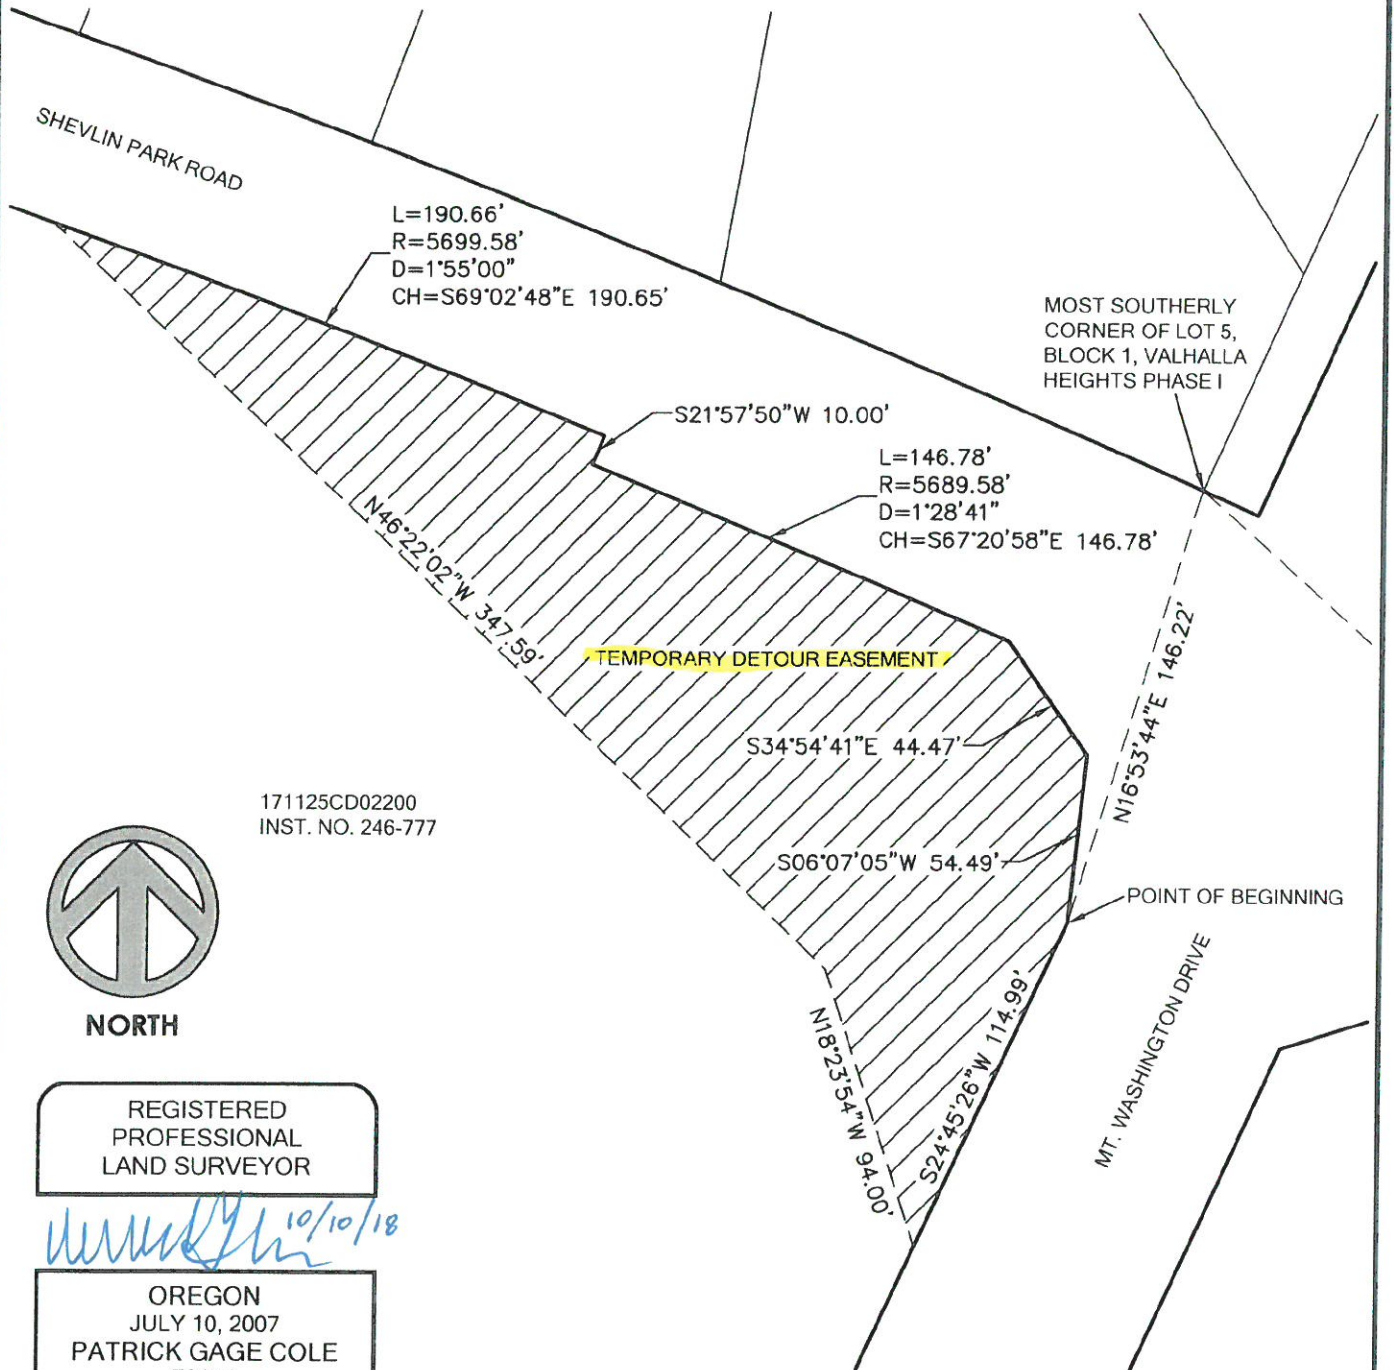 SHEVLIN PARK ROAD
L=190.66'
R=5699.58'
D=1°55'00"
CH=S69°02'48"E 190.65'
MOST SOUTHERLY
CORNER OF LOT 5,
BLOCK 1, VALHALLA
HEIGHTS PHASE I
S21°57'50"W 10.00'
L=146.78'
R=5689.58'
D=1°28'41"
CH=S67°20'58"E 146.78'
N46°22'02"W 347.59'
TEMPORARY DETOUR EASEMENT
N16°53'44"E 146.22'
S34°54'41"E 44.47'
171125CD02200
INST. NO. 246-777
S06°07'05"W 54.49'
POINT OF BEGINNING
NORTH
N18°23'54"W 94.00'
S24°45'26"W 114.99'
MT. WASHINGTON DRIVE
REGISTERED
PROFESSIONAL
LAND SURVEYOR
10/10/18
OREGON
JULY 10, 2007
PATRICK GAGE COLE